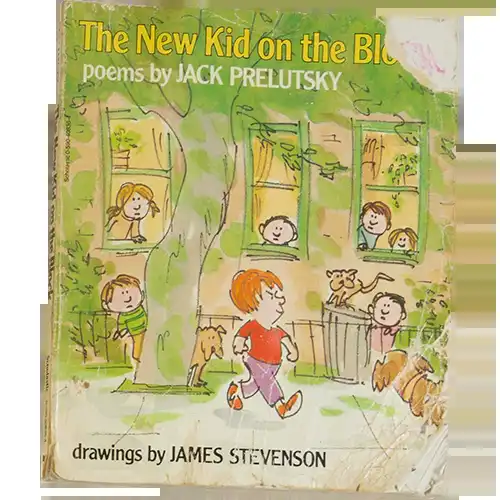 The New Kid on the Blo
poems by JACK PRELUTSKY
drawings by JAMES STEVENSON